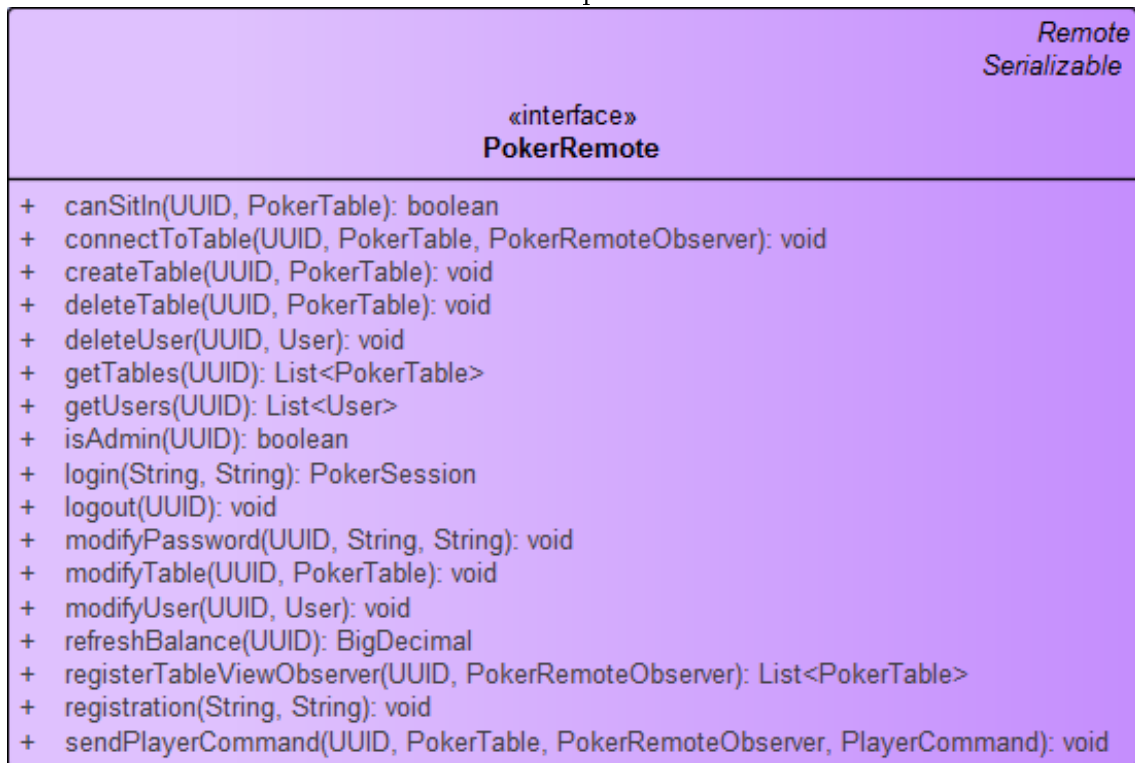 Remote
Serializable
«interface»
PokerRemote
+ canSitIn(UUID, PokerTable): boolean
+ connectToTable(UUID, PokerTable, PokerRemoteObserver): void
+ createTable(UUID, PokerTable): void
+ deleteTable(UUID, PokerTable): void
+ deleteUser(UUID, User): void
+ getTables(UUID): List<PokerTable>
+ getUsers(UUID): List<User>
+ isAdmin(UUID): boolean
+ login(String, String): PokerSession
+ logout(UUID): void
+ modifyPassword(UUID, String, String): void
+ modifyTable(UUID, PokerTable): void
+ modifyUser(UUID, User): void
+ refreshBalance(UUID): BigDecimal
+ registerTableViewObserver(UUID, PokerRemoteObserver): List<PokerTable>
+ registration(String, String): void
+ sendPlayerCommand(UUID, PokerTable, PokerRemoteObserver, PlayerCommand): void